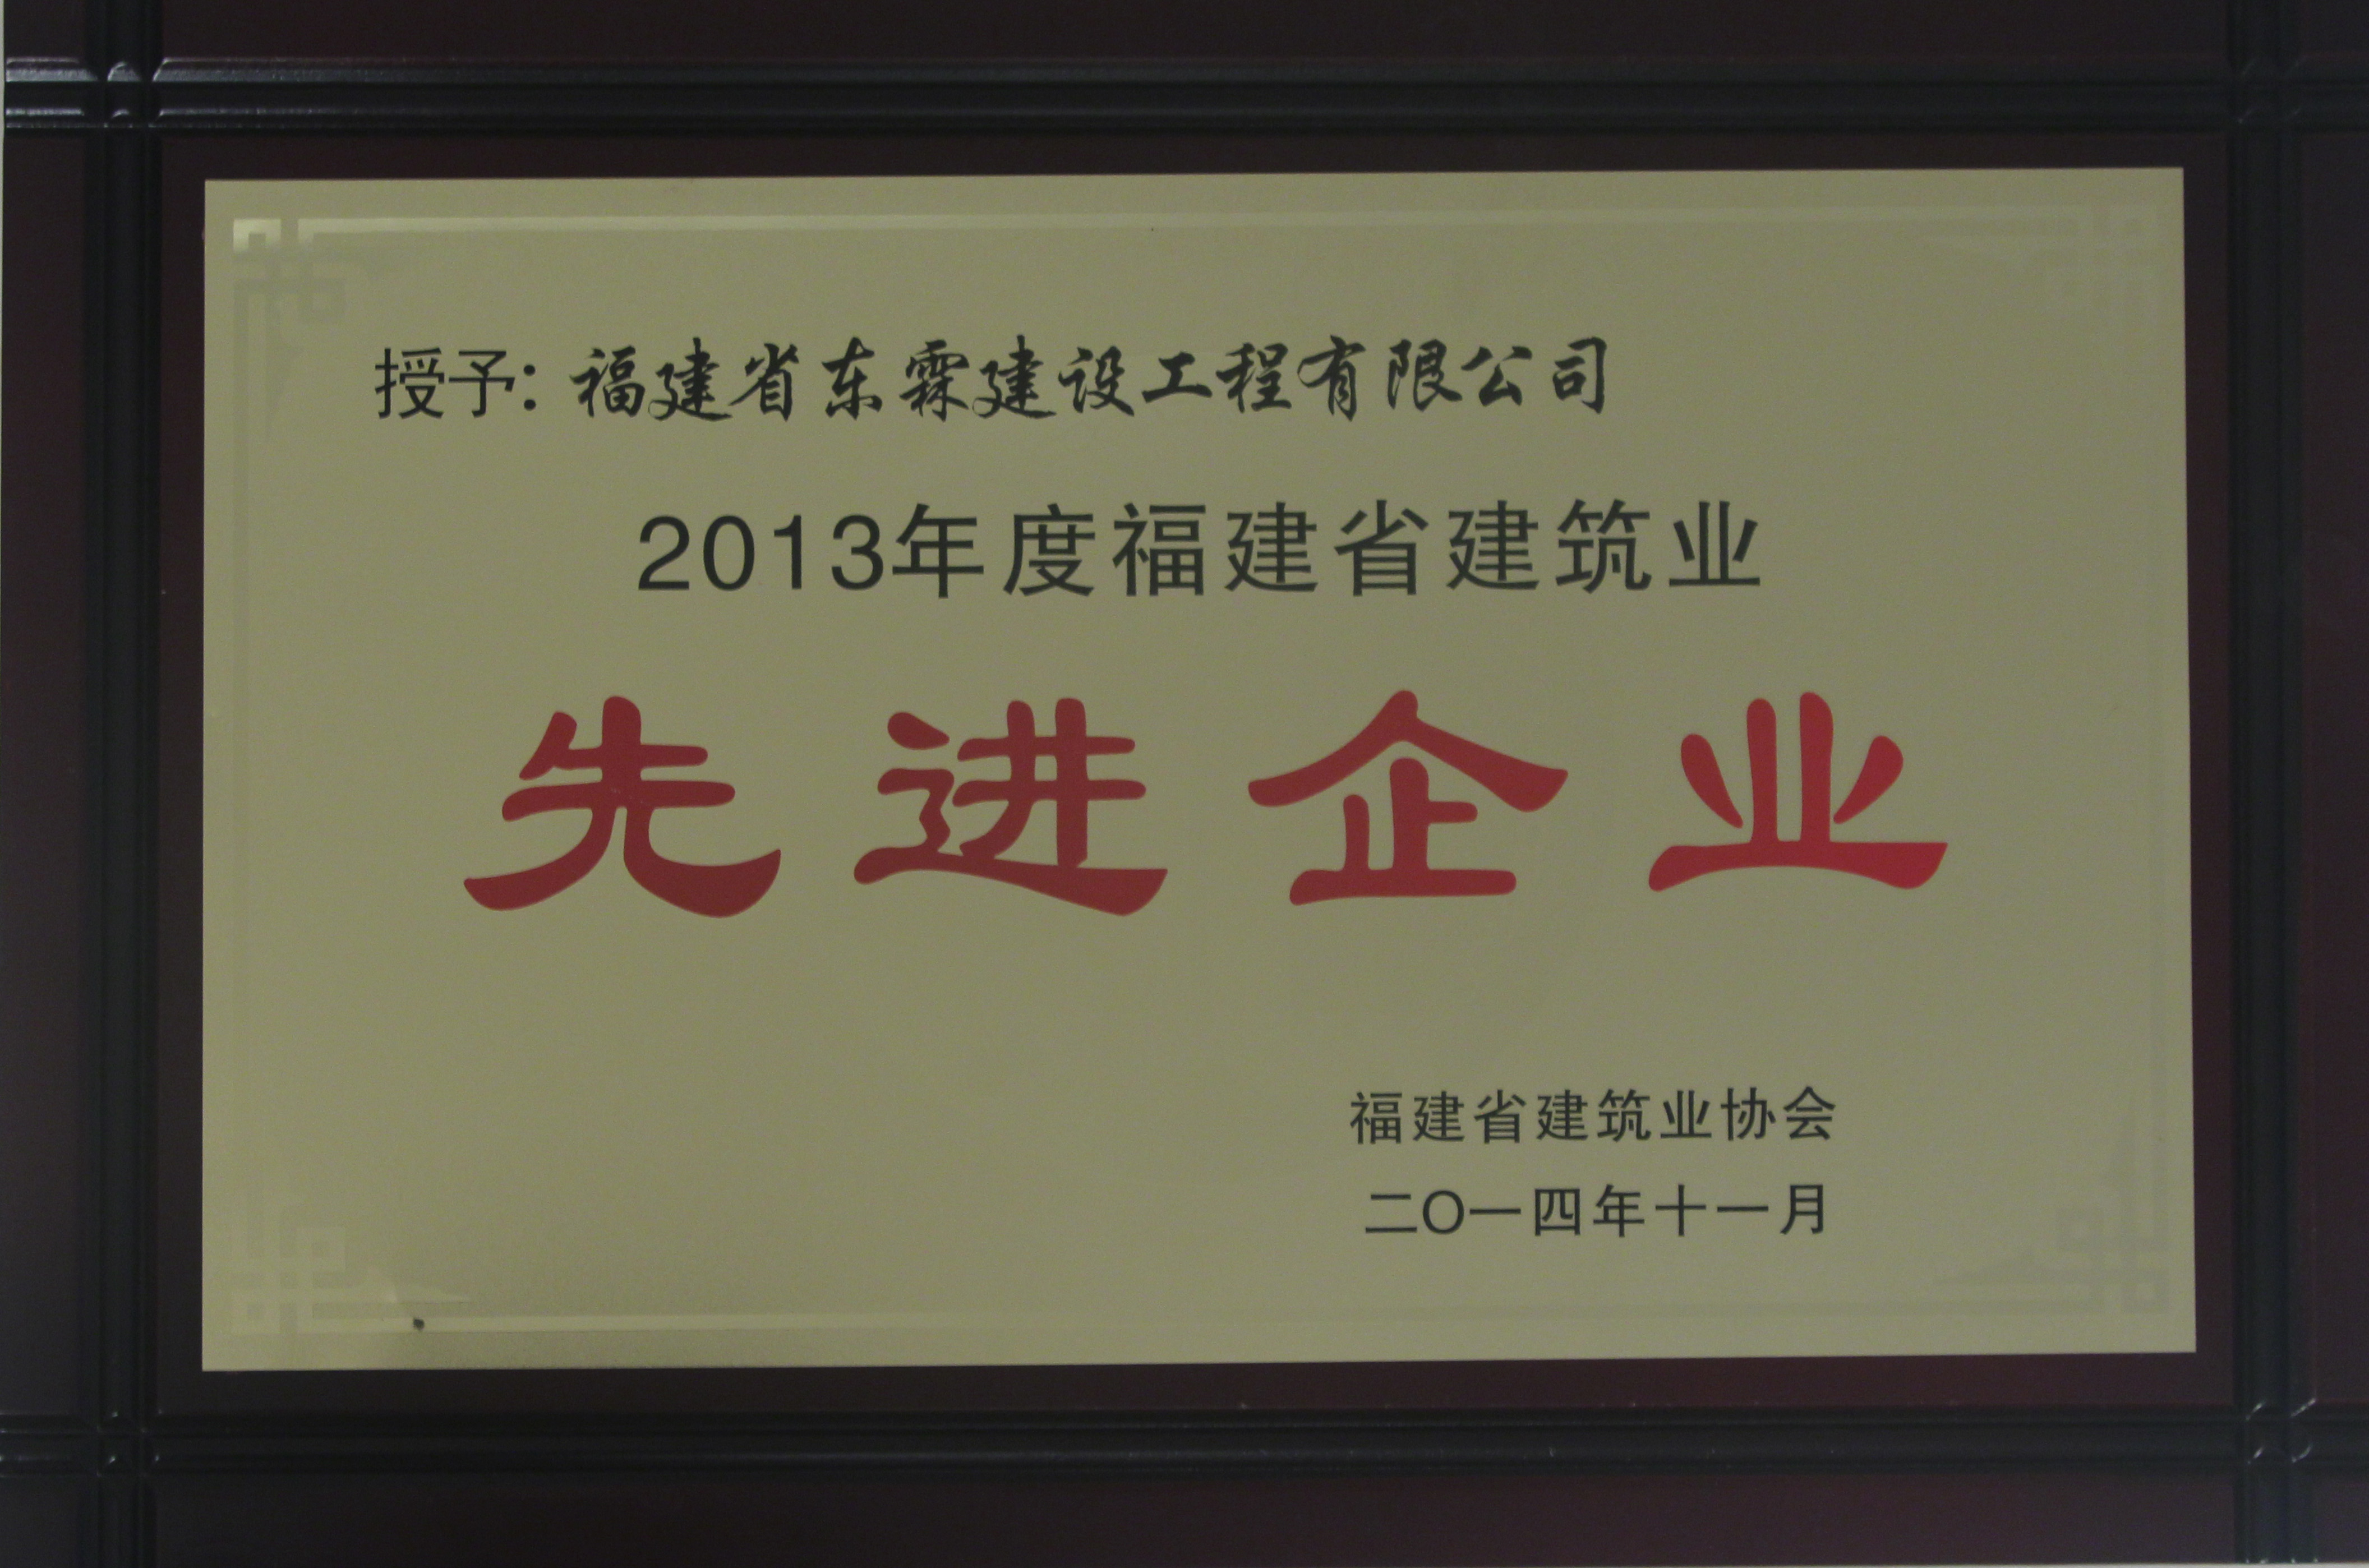 授予：福建省东霖建设工程有限公司
2013年度福建省建筑业
先进企业
福建省建筑业协会
二〇一四年十一月